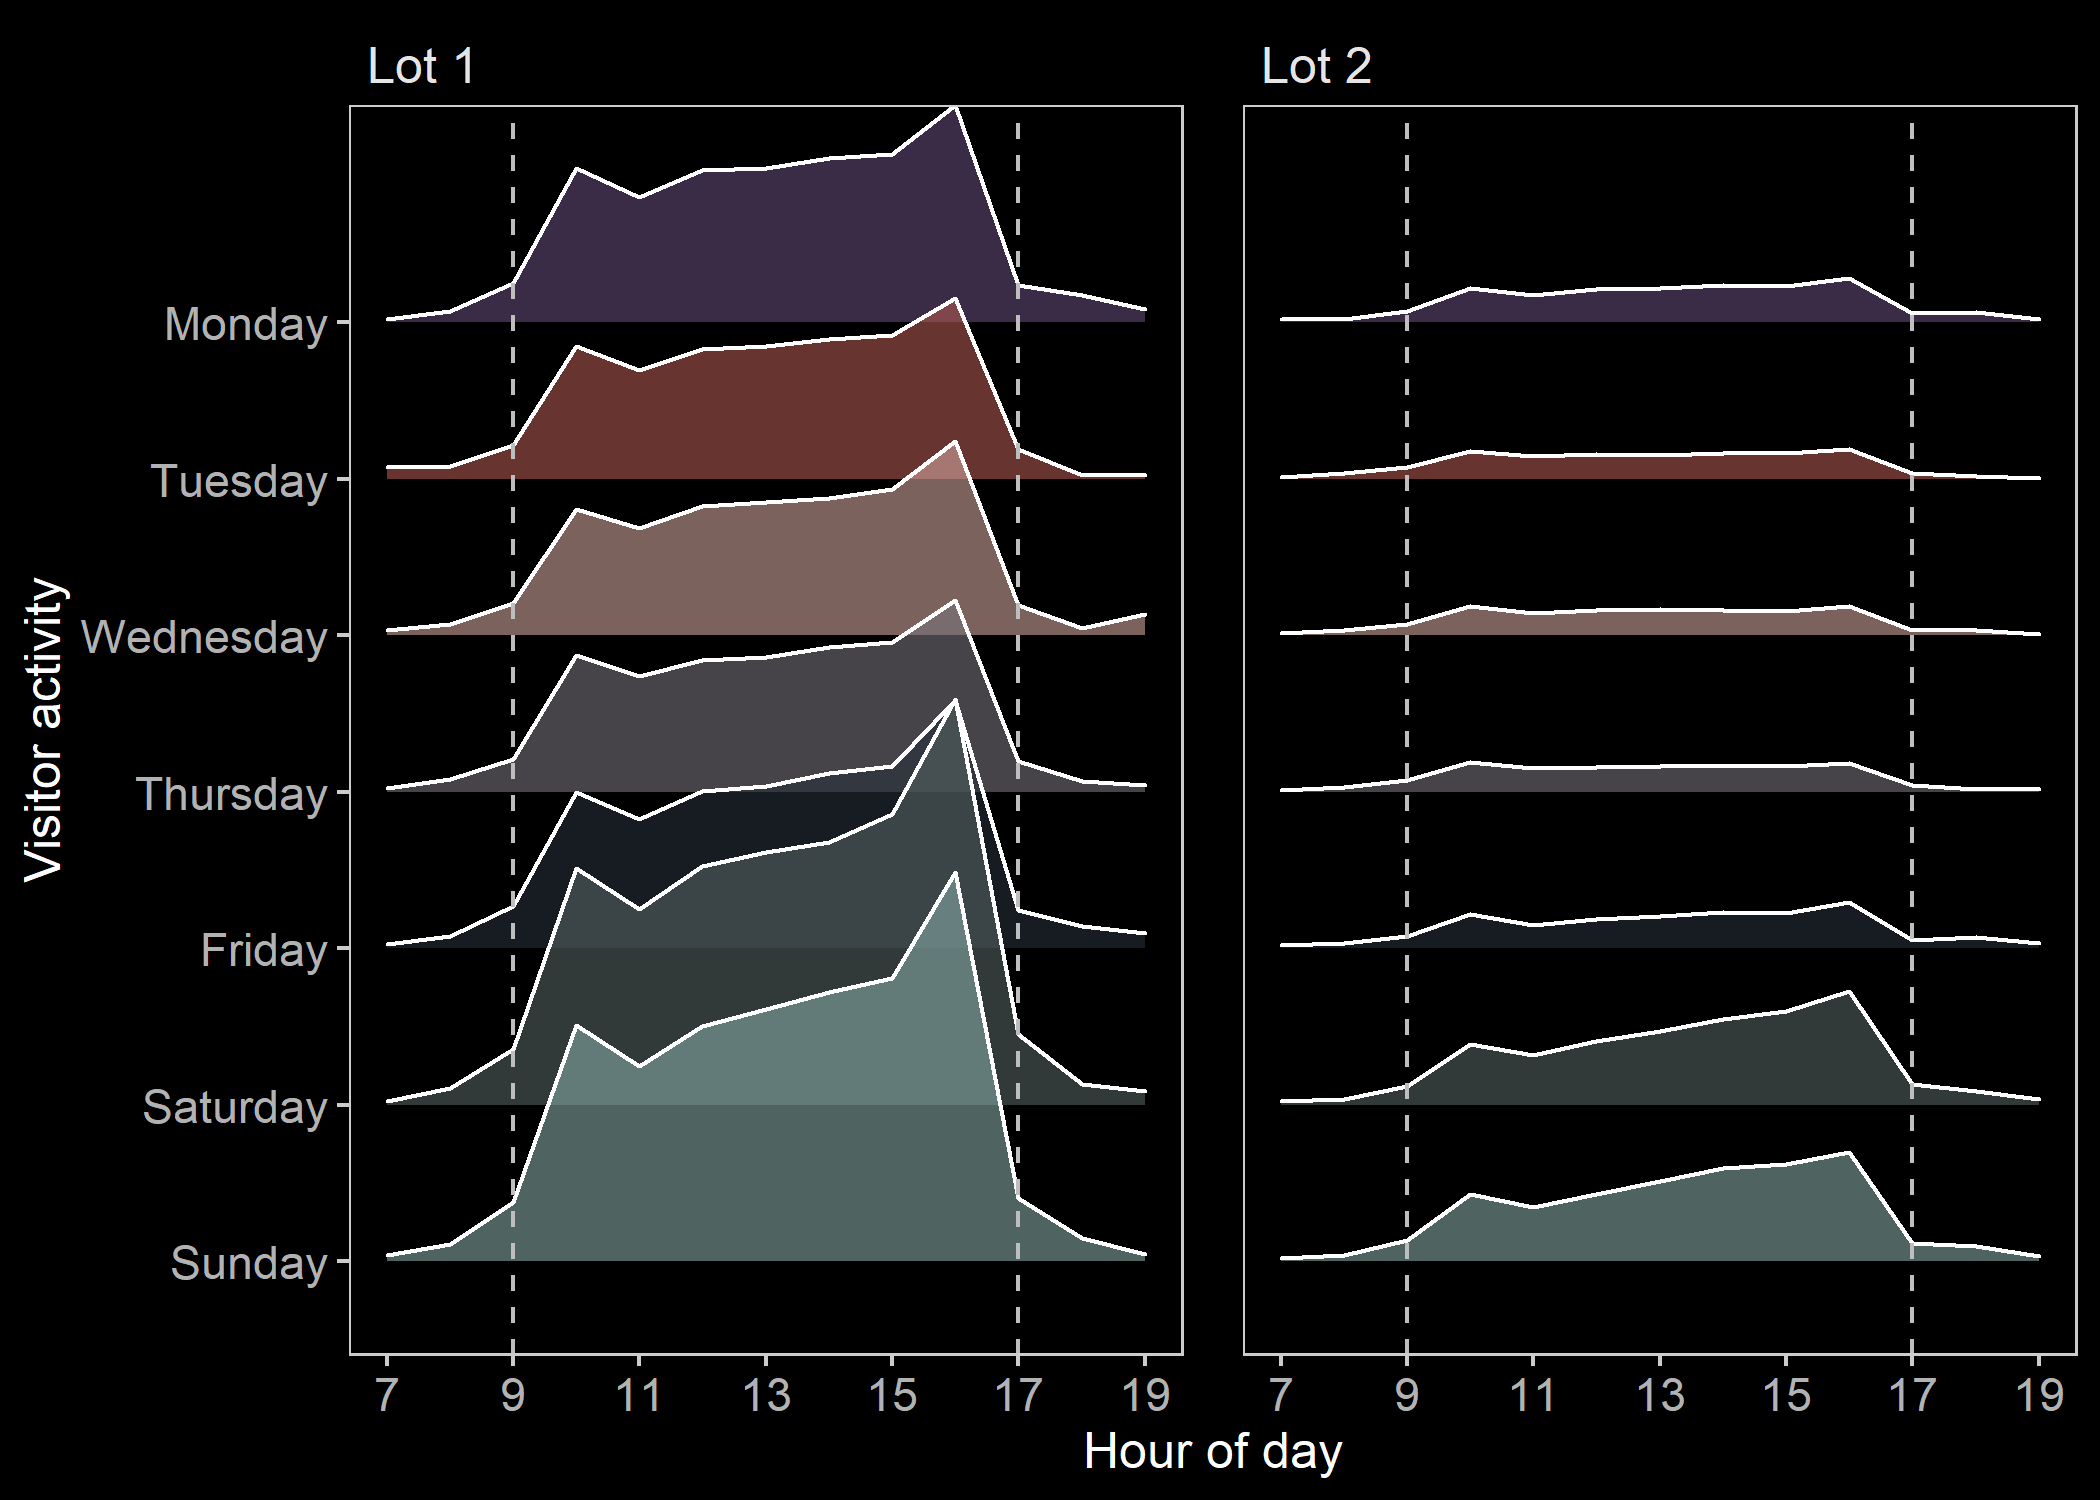 Lot 1
Lot 2
Visitor activity
Monday
Tuesday
Wednesday
Thursday
Friday
Saturday
Sunday
7 9 11 13 15 17 19
7 9 11 13 15 17 19
Hour of day